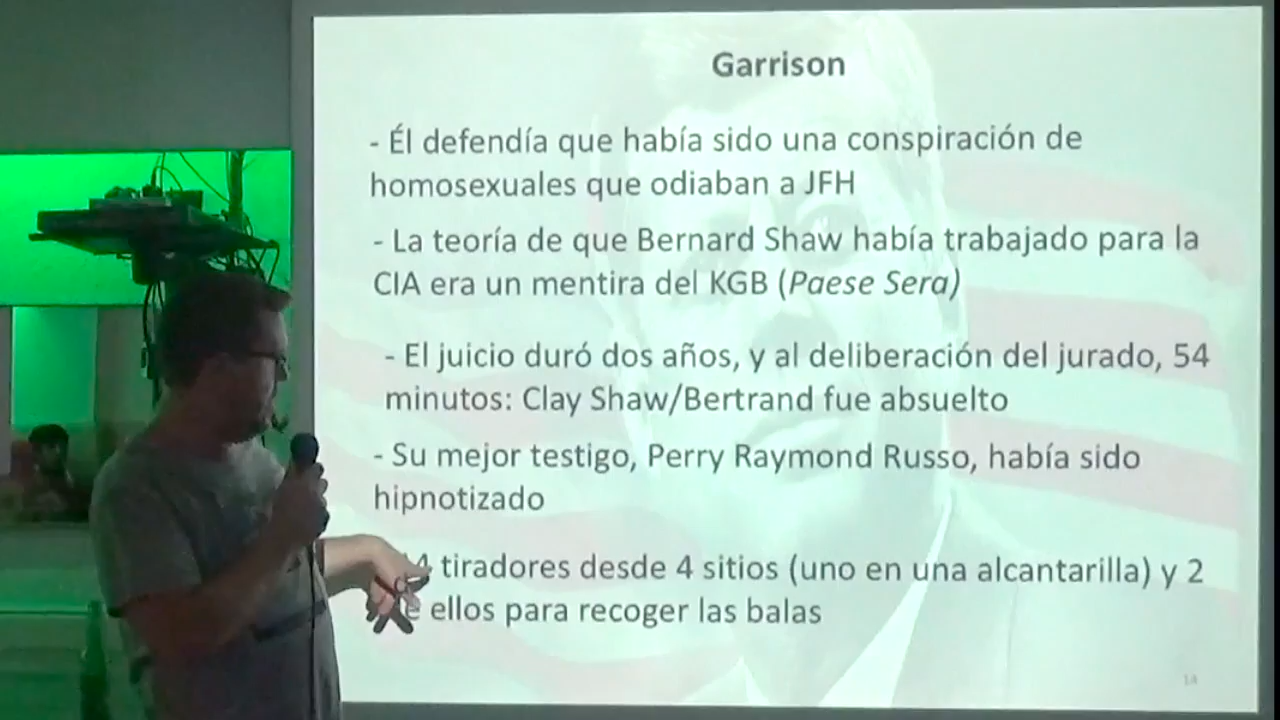 Garrison
- Él defendía que había sido una conspiración de
homosexuales que odiaban a JFH
- La teoría de que Bernard Shaw había trabajado para la
CIA era un mentira del KGB (Paese Sera)
- El juicio duró dos años, y al deliberación del jurado, 54
minutos: Clay Shaw/Bertrand fue absuelto
- Su mejor testigo, Perry Raymond Russo, había sido
hipnotizado
tiradores desde 4 sitios (uno en una alcantarilla) y 2
ellos para recoger las balas
14